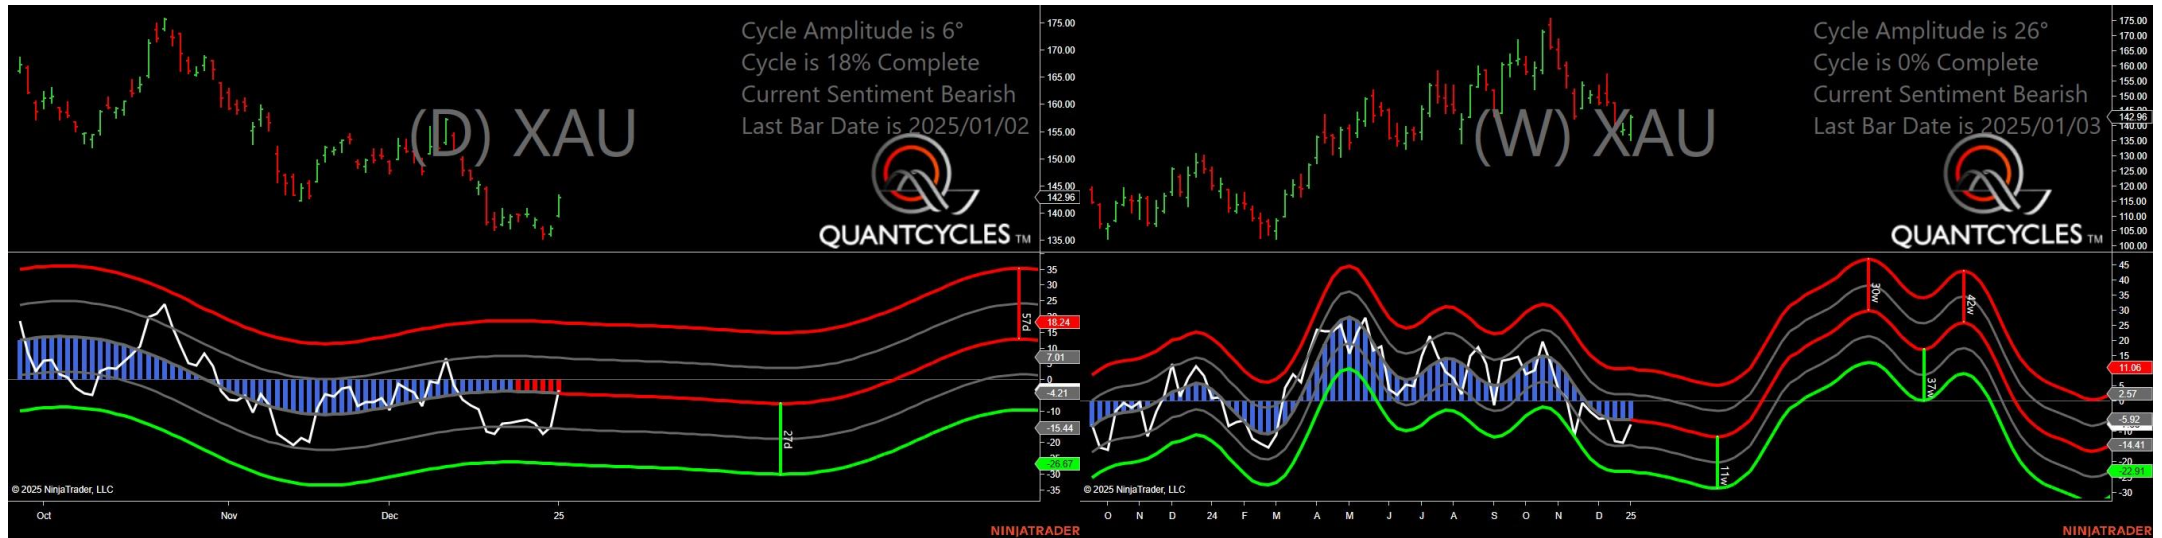 Cycle Amplitude is 6°
Cycle is 18% Complete
Current Sentiment Bearish
Last Bar Date is 2025/01/02
(D) XAU
QUANTCYCLES TM
175.00
170.00
165.00
160.00
155.00
150.00
145.00
142.96
140.00
135.00
35
30
25
18.24
15
10
7.01
0
-4.21
-10
-15.44
-20
-26.67
-30
-35
57d
27d
© 2025 NinjaTrader, LLC
Oct
Nov
Dec
25
NINJATRADER
Cycle Amplitude is 26°
Cycle is 0% Complete
Current Sentiment Bearish
Last Bar Date is 2025/01/03
(W) XAU
QUANTCYCLES TM
175.00
170.00
165.00
160.00
155.00
150.00
142.96
140.00
135.00
130.00
125.00
120.00
115.00
110.00
105.00
100.00
45
40
35
30
25
20
15
11.06
5
2.57
0
-5.92
-14.41
-20
-22.91
-30
30w
42w
37w
11w
© 2025 NinjaTrader, LLC
O N D 24 F M A M J J A S O N D 25
NINJATRADER